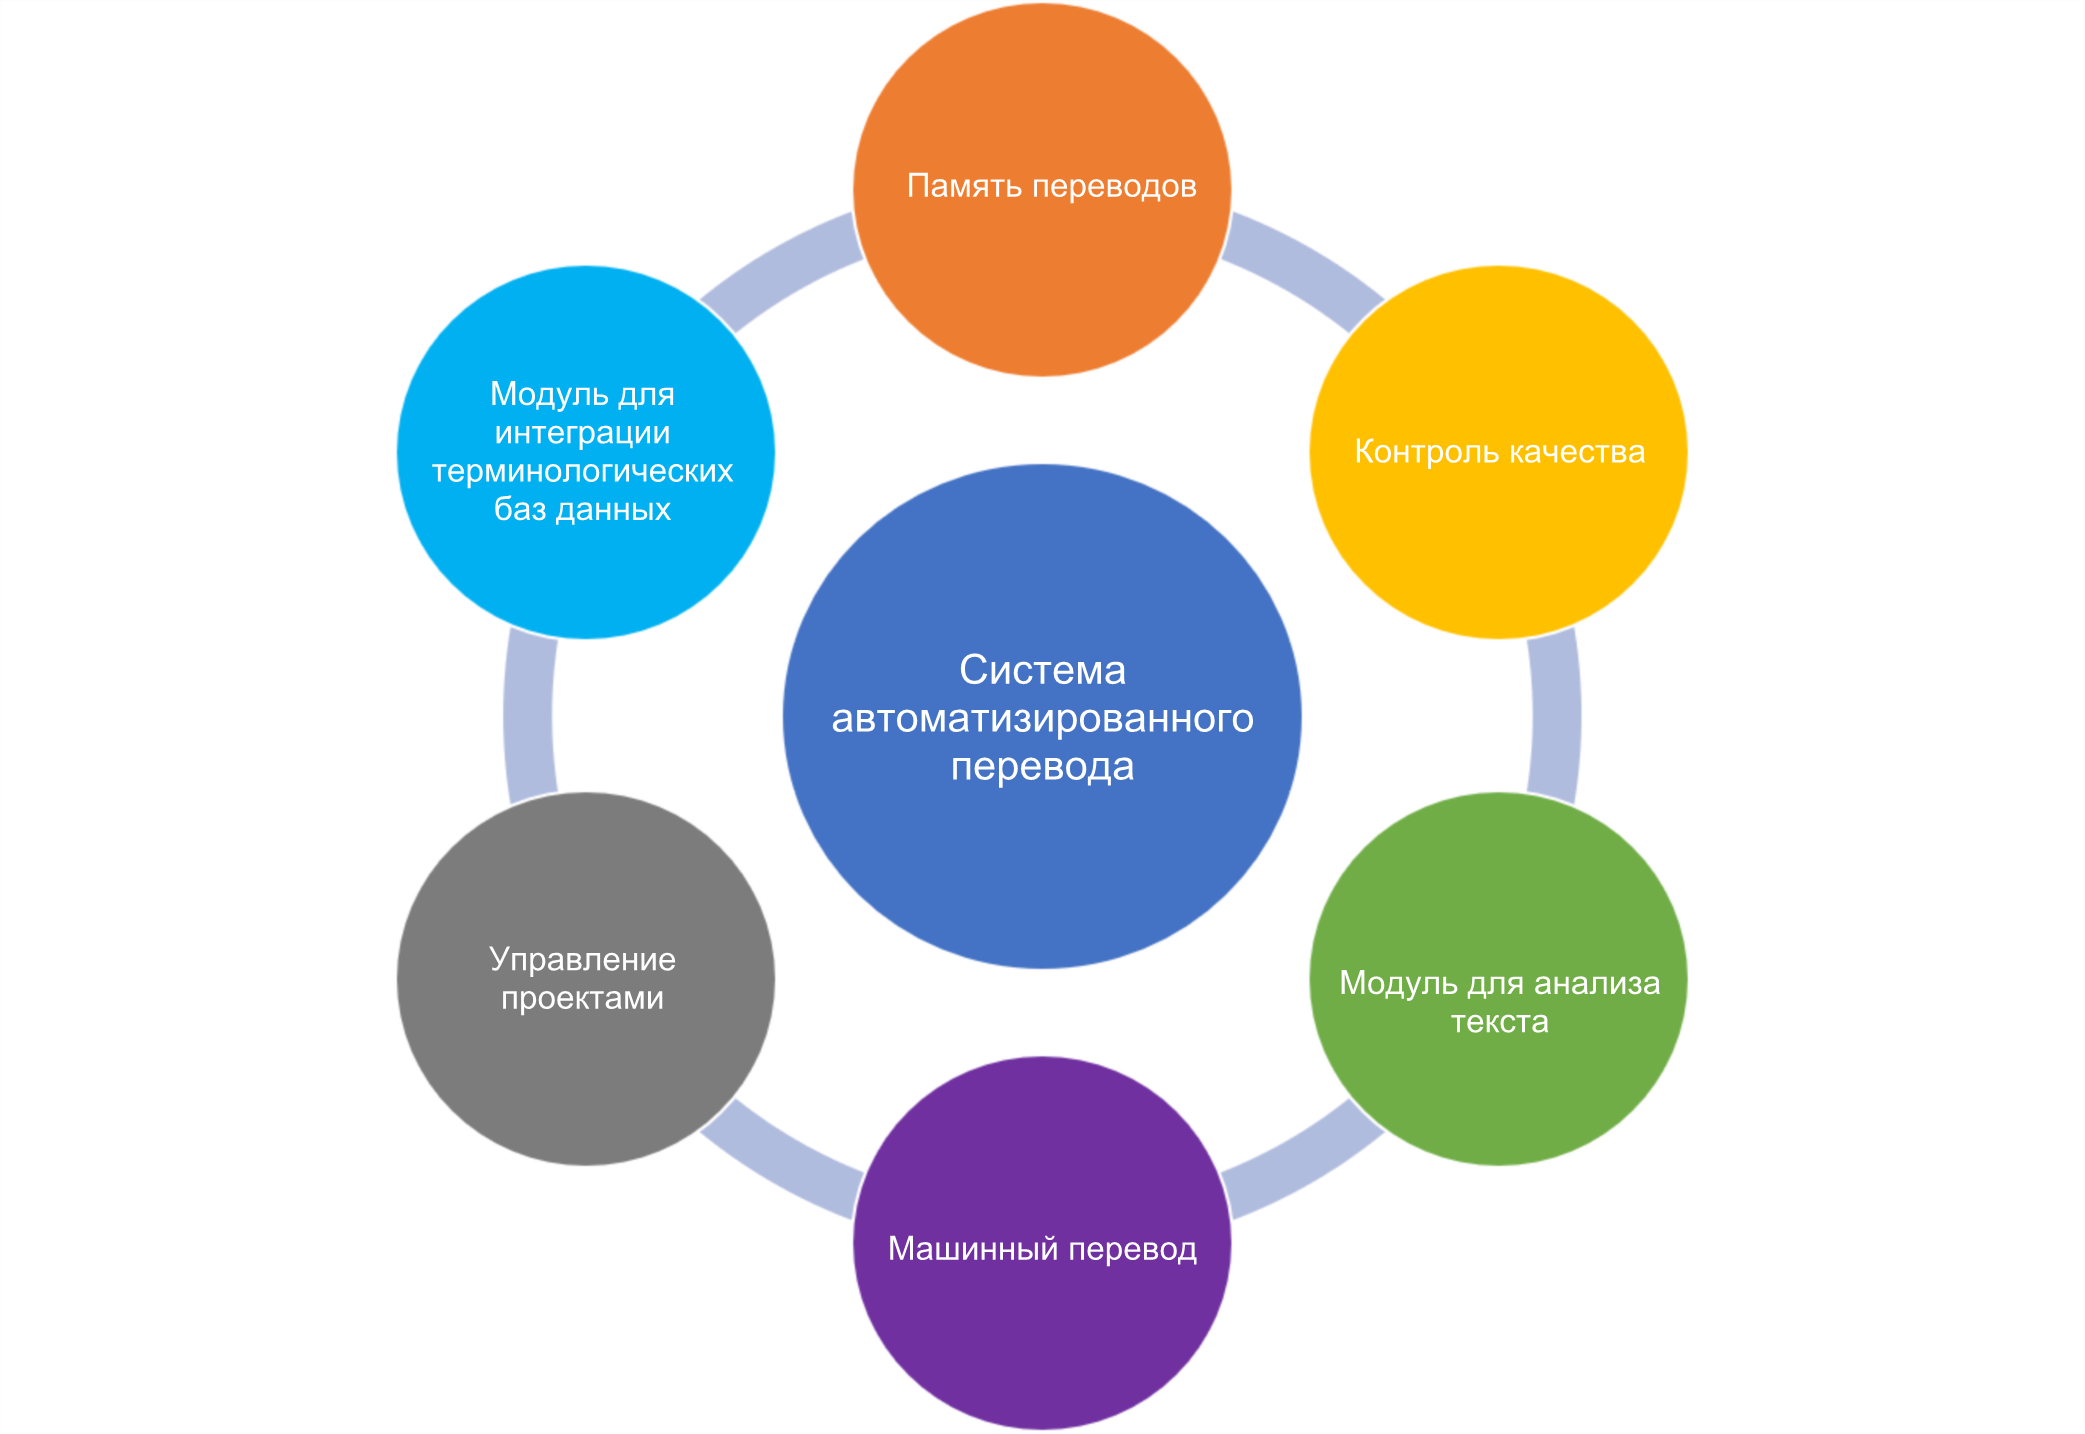 Память переводов
Модуль для
интеграции
терминологических
баз данных
Контроль качества
Система
автоматизированного
перевода
Управление
проектами
Модуль для анализа
текста
Машинный перевод